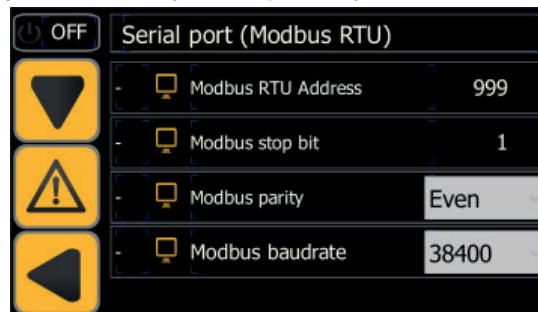 OFF
Serial port (Modbus RTU)
- Modbus RTU Address 999
- Modbus stop bit 1
- Modbus parity Even
- Modbus baudrate 38400